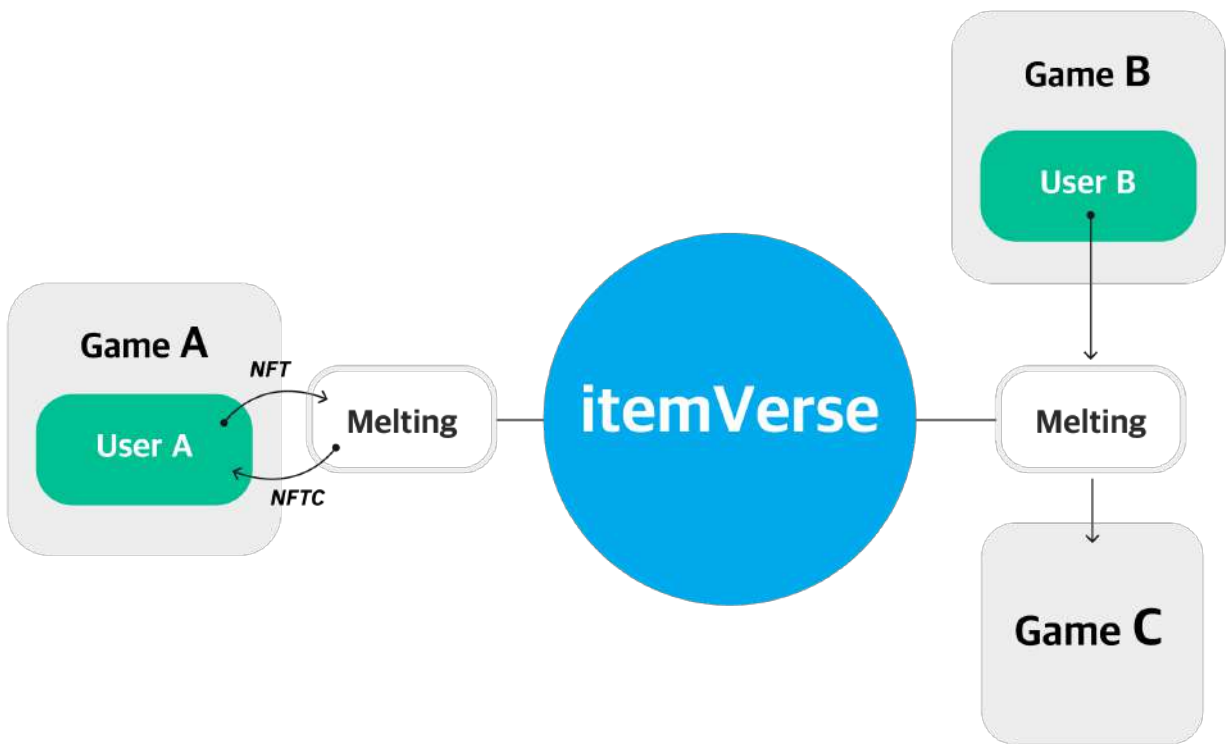 Game A
User A
NFT
NFTC
Melting
itemVerse
Game B
User B
Melting
Game C